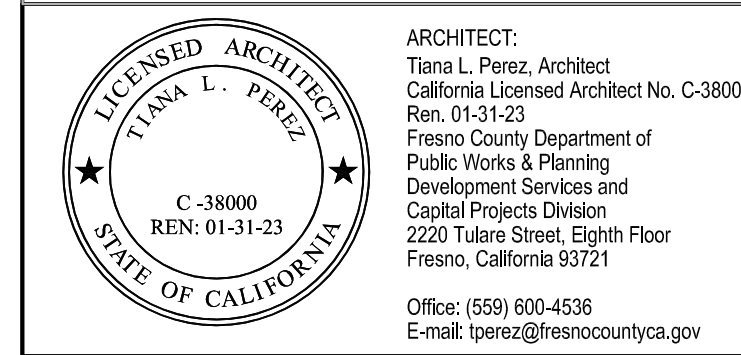 LICENSED ARCHITECT
TIANA L. PEREZ
C -38000
REN: 01-31-23
STATE OF CALIFORNIA
ARCHITECT:
Tiana L. Perez, Architect
California Licensed Architect No. C-3800
Ren. 01-31-23
Fresno County Department of
Public Works & Planning
Development Services and
Capital Projects Division
2220 Tulare Street, Eighth Floor
Fresno, California 93721
Office: (559) 600-4536
E-mail: tperez@fresnocountyca.gov